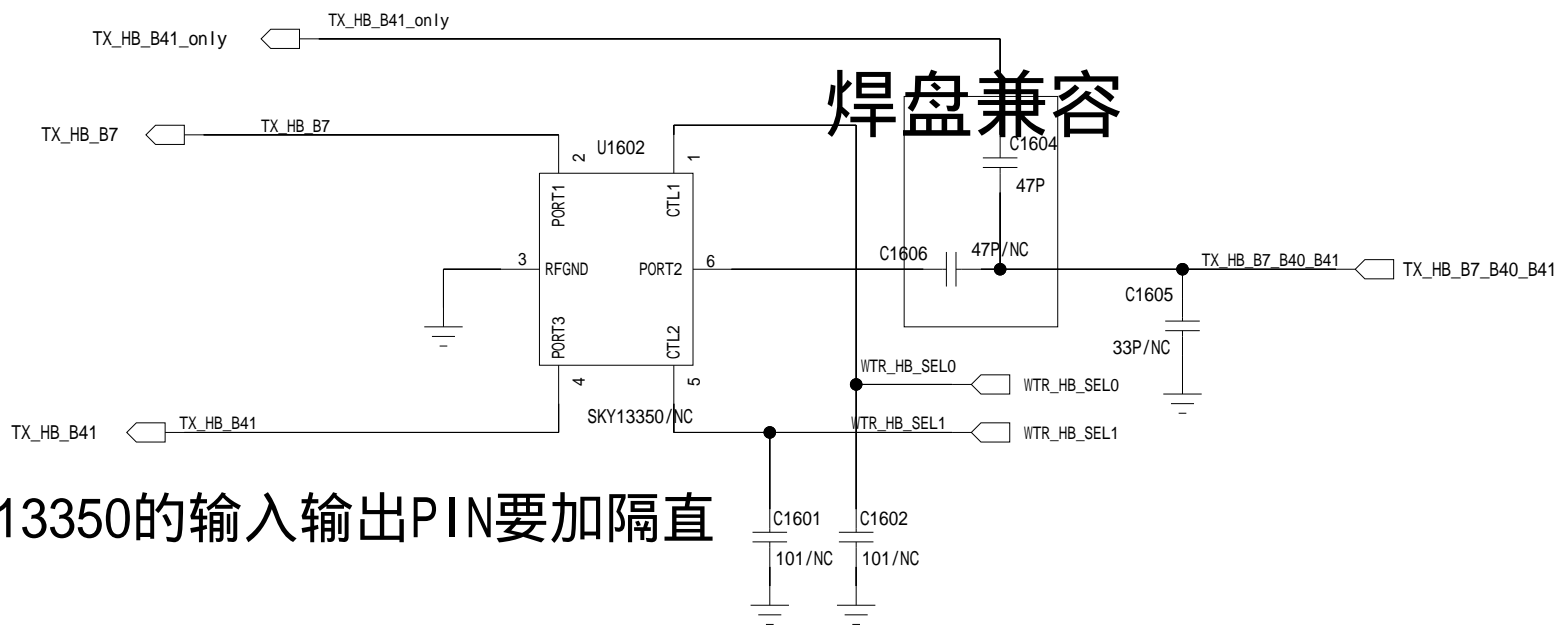 TX_HB_B41_only
TX_HB_B41_only
焊盘兼容
TX_HB_B7
TX_HB_B7
U1602
2
1
C1604
47P
PORT1
CTL1
3
RFGND
PORT2
6
C1606
47P/NC
TX_HB_B7_B40_B41
TX_HB_B7_B40_B41
C1605
33P/NC
PORT3
CTL2
4
5
WTR_HB_SEL0
WTR_HB_SEL0
SKY13350/NC
TX_HB_B41
TX_HB_B41
WTR_HB_SEL1
WTR_HB_SEL1
13350的输入输出PIN要加隔直
C1601
C1602
101/NC
101/NC